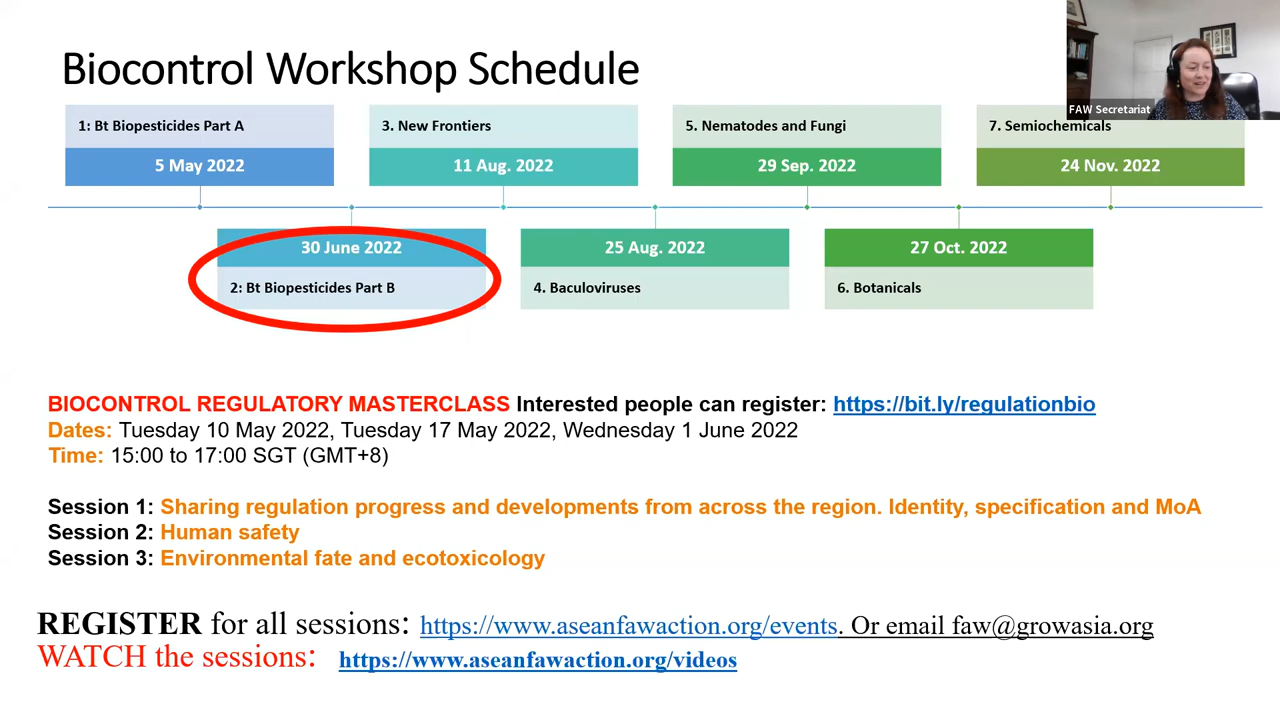 Biocontrol Workshop Schedule
FAW Secretariat
1: Bt Biopesticides Part A
5 May 2022
3. New Frontiers
11 Aug. 2022
5. Nematodes and Fungi
29 Sep. 2022
7. Semiochemicals
24 Nov. 2022
30 June 2022
2: Bt Biopesticides Part B
25 Aug. 2022
4. Baculoviruses
27 Oct. 2022
6. Botanicals
BIOCONTROL REGULATORY MASTERCLASS Interested people can register: https://bit.ly/regulationbio
Dates: Tuesday 10 May 2022, Tuesday 17 May 2022, Wednesday 1 June 2022
Time: 15:00 to 17:00 SGT (GMT+8)
Session 1: Sharing regulation progress and developments from across the region. Identity, specification and MoA
Session 2: Human safety
Session 3: Environmental fate and ecotoxicology
REGISTER for all sessions: https://www.aseanfawaction.org/events. Or email faw@growasia.org
WATCH the sessions: https://www.aseanfawaction.org/videos